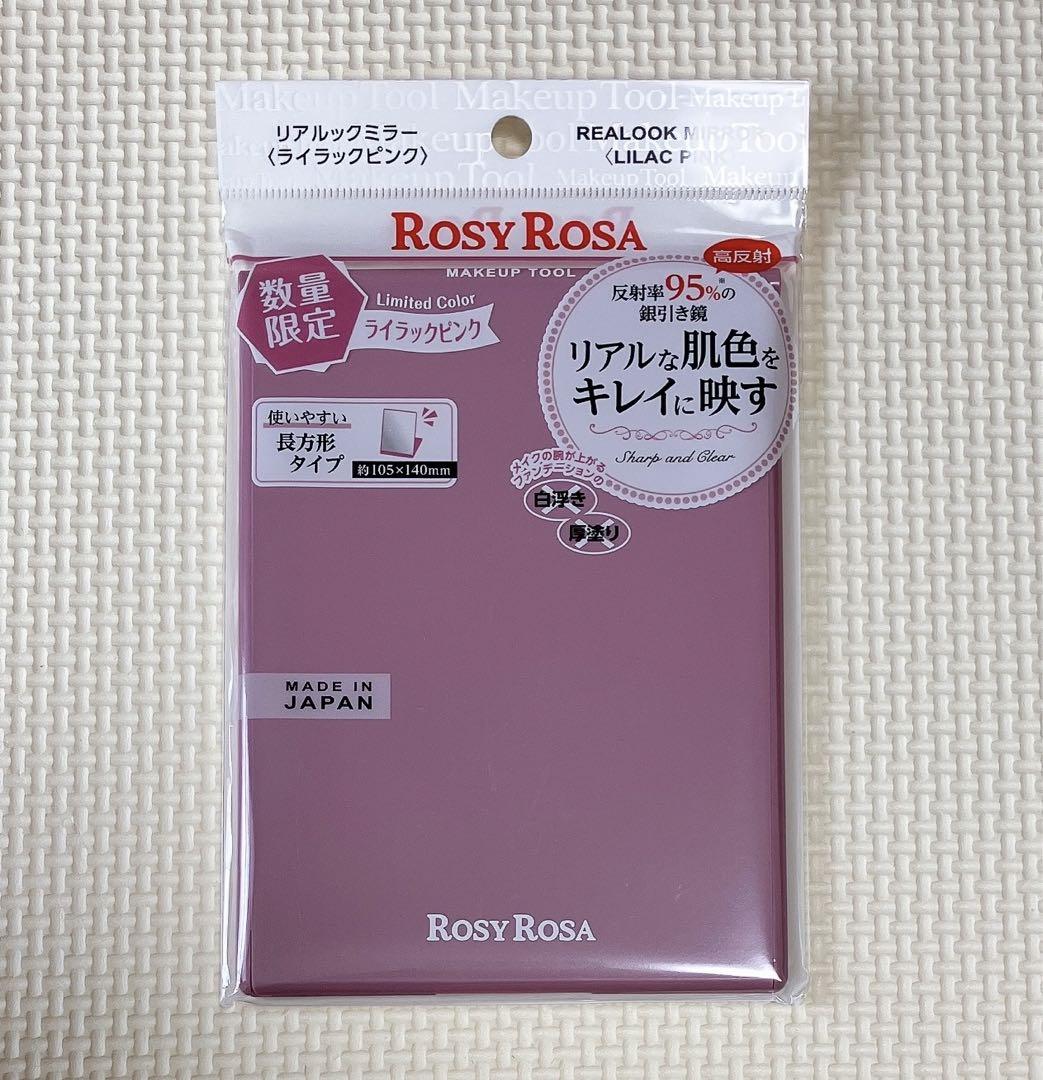 Makeup Tool Makeup Tool Makeup
リアルックミラー
〈ライラックピンク〉
REALOOK MIRROR
〈LILAC PINK
Makeup Tool
ROSY ROSA
MAKEUP TOOL
高反射
数量
限定
Limited Color
ライラックピンク
反射率95%※の
銀引き鏡
リアルな肌色を
キレイに映す
Sharp and Clear
使いやすい
長方形
タイプ
約105×140mm
メイクの腕が上がる
ファンデーションの
白浮き
厚塗り
MADE IN
JAPAN
ROSY ROSA